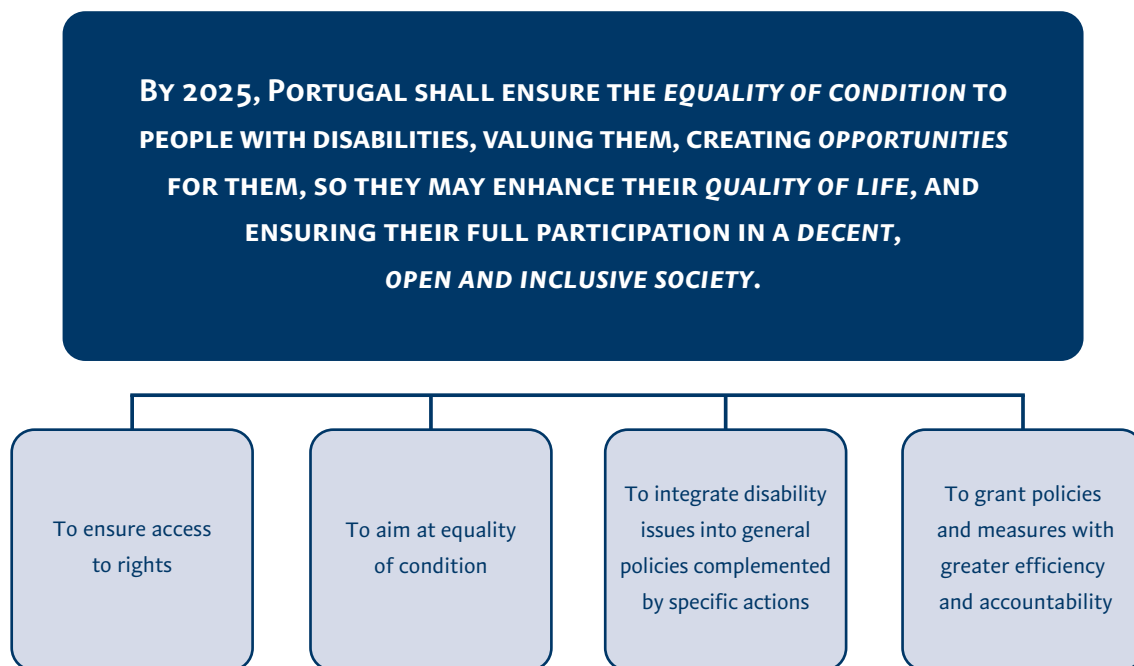 By 2025, Portugal shall ensure the equality of condition to
people with disabilities, valuing them, creating opportunities
for them, so they may enhance their quality of life, and
ensuring their full participation in a decent,
open and inclusive society.
To ensure access
to rights
To aim at equality
of condition
To integrate disability
issues into general
policies complemented
by specific actions
To grant policies
and measures with
greater efficiency
and accountability